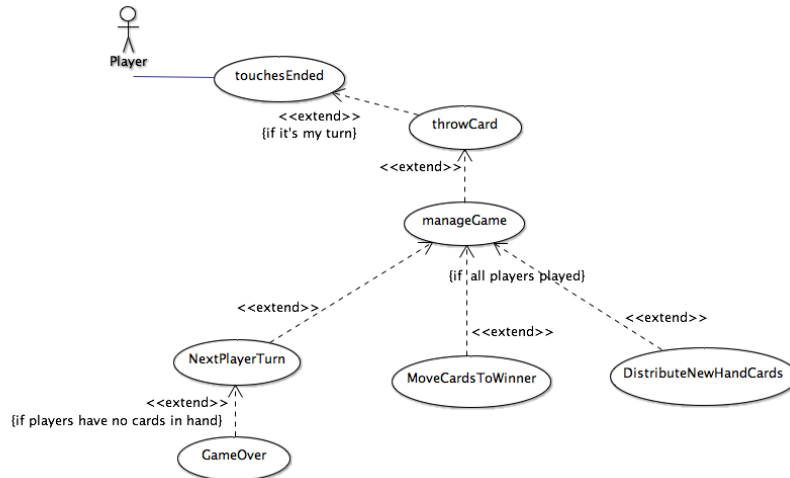 Player
touchesEnded
<<extend>>
{if it's my turn}
throwCard
<<extend>>
manageGame
{if all players played}
<<extend>>
<<extend>>
<<extend>>
NextPlayerTurn
MoveCardsToWinner
DistributeNewHandCards
<<extend>>
{if players have no cards in hand}
GameOver